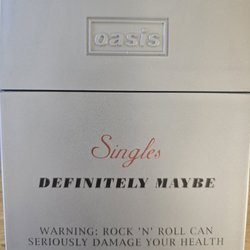 oasis
Singles
DEFINITELY MAYBE
WARNING: ROCK 'N' ROLL CAN
SERIOUSLY DAMAGE YOUR HEALTH